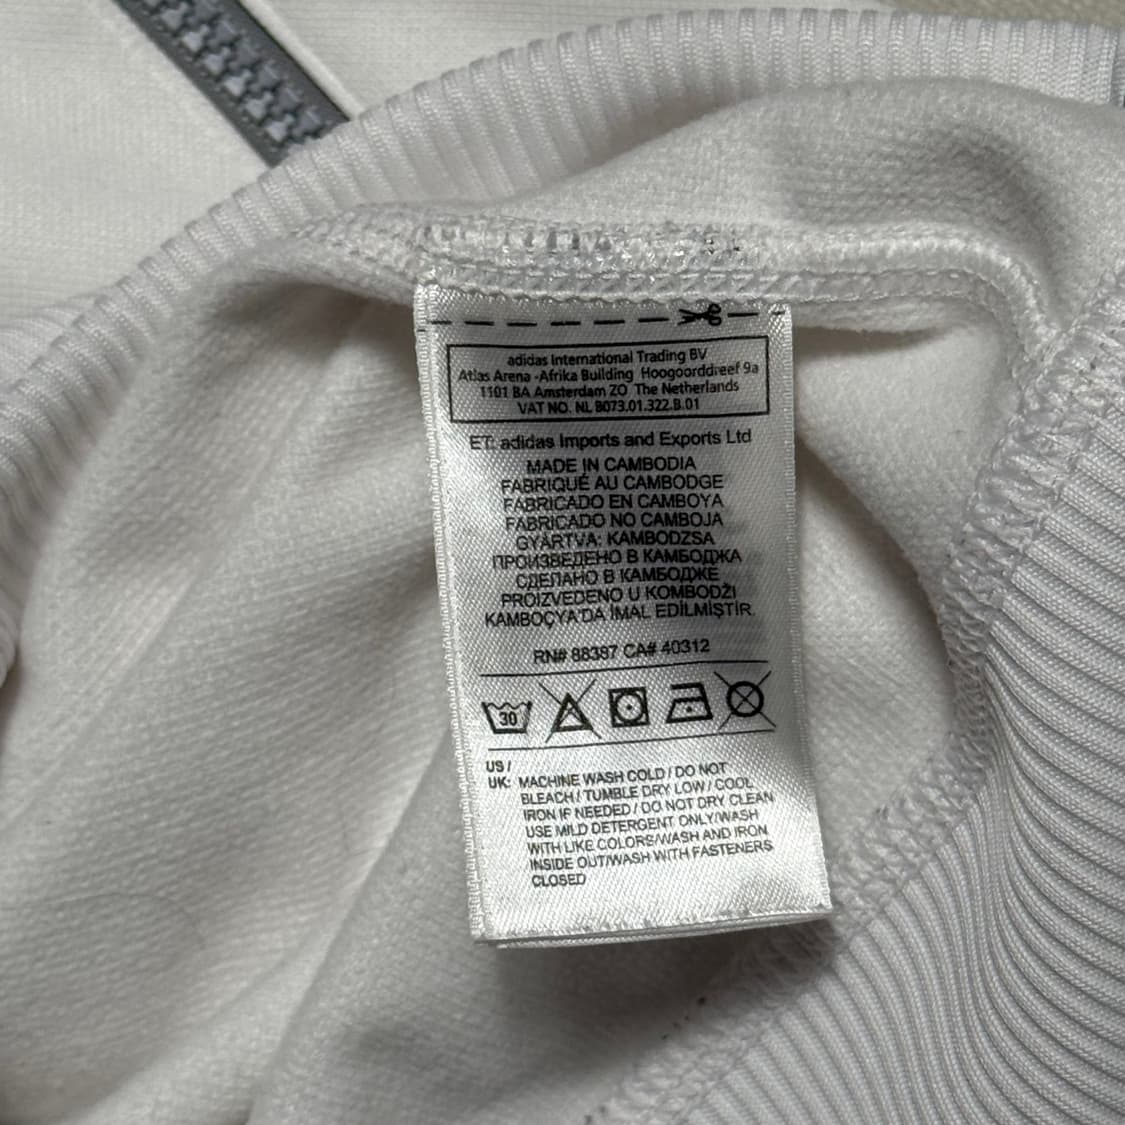 adidas International Trading BV
Atlas Arena -Afrika Building Hoogoorddreef 9a
1101 BA Amsterdam ZO The Netherlands
VAT NO. NL 8073.01.322.B.01
ET: adidas Imports and Exports Ltd
MADE IN CAMBODIA
FABRIQUÉ AU CAMBODGE
FABRICADO EN CAMBOYA
FABRICADO NO CAMBOJA
GYÁRTVA: KAMBODZSA
ПРОИЗВЕДЕНО В КАМБОДЖА
СДЕЛАНО В КАМБОДЖЕ
PROIZVEDENO U KOMBODŽI
KAMBOÇYA'DA İMAL EDİLMİŞTİR.
RN# 88387 CA# 40312
30
US /
UK: MACHINE WASH COLD / DO NOT
BLEACH / TUMBLE DRY LOW / COOL
IRON IF NEEDED / DO NOT DRY CLEAN
USE MILD DETERGENT ONLY/WASH
WITH LIKE COLORS/WASH AND IRON
INSIDE OUT/WASH WITH FASTENERS
CLOSED